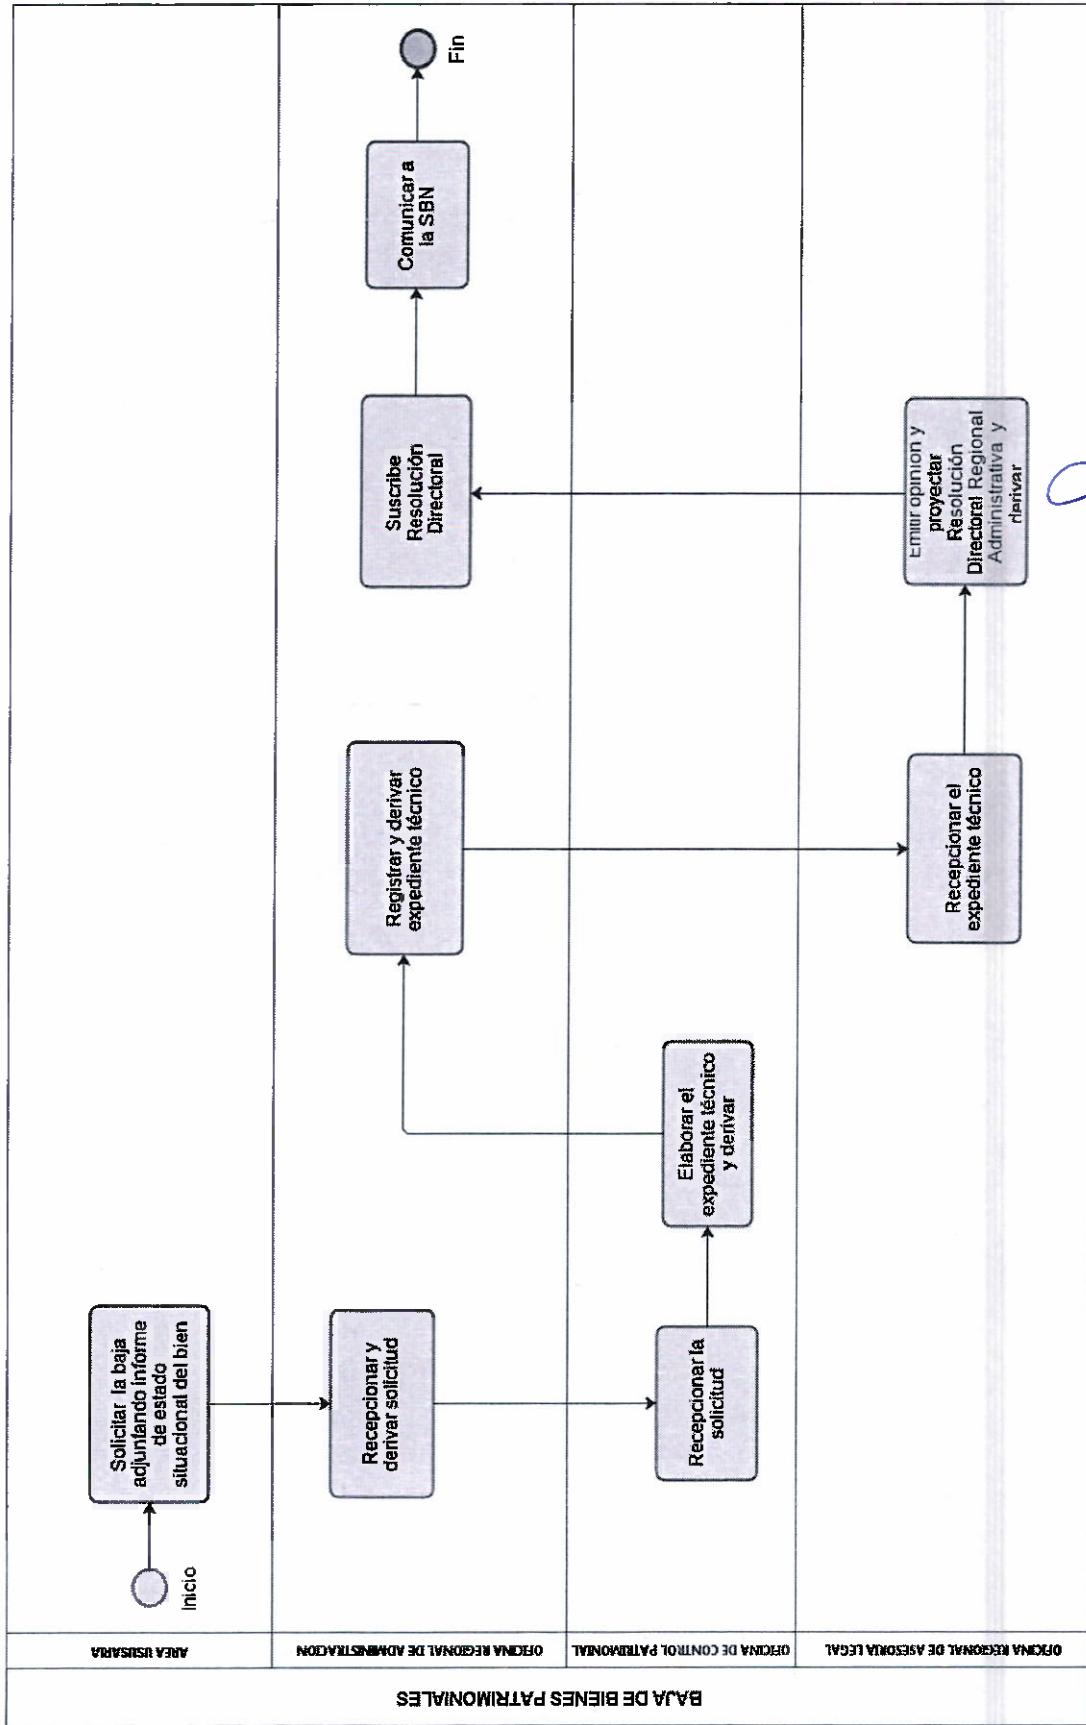 BAJA DE BIENES PATRIMONIALES
AREA USUSARIA
Inicio
Solicitar la baja
adjuntando informe
de estado
situacional del bien
OFICINA REGIONAL DE ADMINISTRACION
Recepcionar y
derivar solicitud
Registrar y derivar
expediente técnico
Suscribe
Resolución
Directoral
Comunicar a
la SBN
Fin
OFICINA DE CONTROL PATRIMONIAL
Recepcionar la
solicitud
Elaborar el
expediente técnico
y derivar
OFICINA REGIONAL DE ASESORIA LEGAL
Recepcionar el
expediente técnico
Emitir opinion y
proyectar
Resolución
Directoral Regional
Administrativa y
derivar